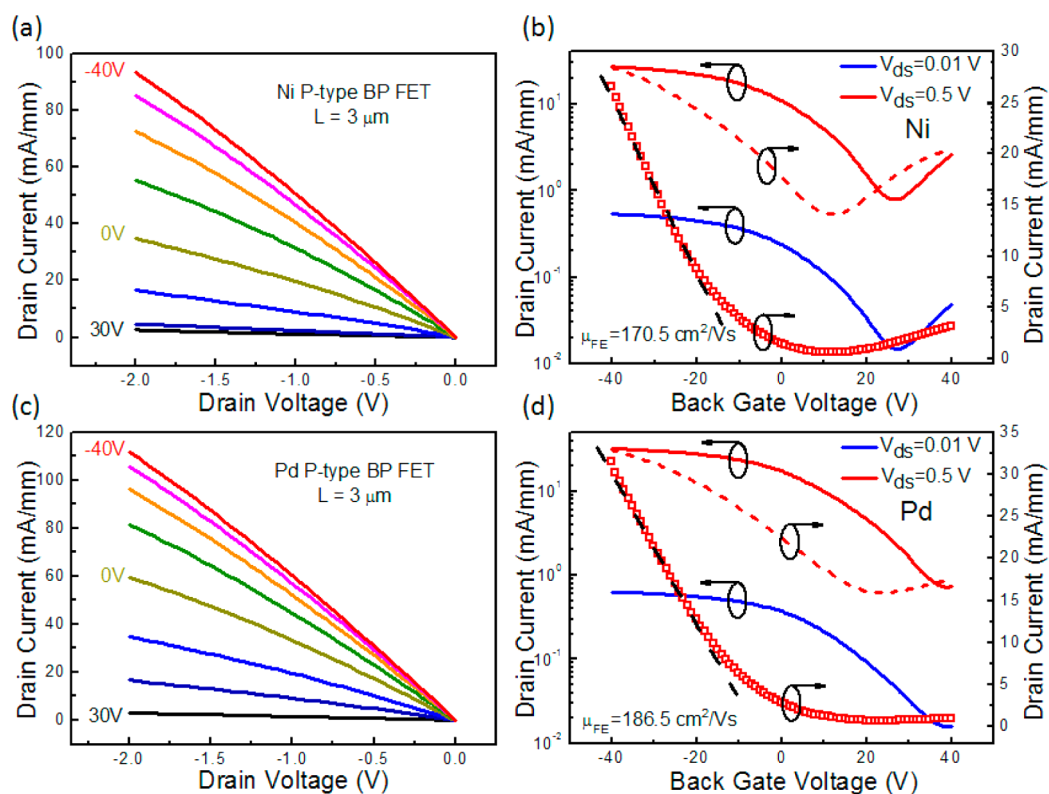 (a)
Drain Current (mA/mm)
100
80
60
40
20
0
-40V
0V
30V
Ni P-type BP FET
L = 3 μm
-2.0
-1.5
-1.0
-0.5
0.0
Drain Voltage (V)
(b)
Drain Current (mA/mm)
10¹
10⁰
10⁻¹
10⁻²
Vds=0.01 V
Vds=0.5 V
Ni
μFE=170.5 cm²/Vs
30
25
20
15
10
5
0
Drain Current (mA/mm)
-40
-20
0
20
40
Back Gate Voltage (V)
(c)
Drain Current (mA/mm)
120
100
80
60
40
20
0
-40V
0V
30V
Pd P-type BP FET
L = 3 μm
-2.0
-1.5
-1.0
-0.5
0.0
Drain Voltage (V)
(d)
Drain Current (mA/mm)
10¹
10⁰
10⁻¹
10⁻²
Vds=0.01 V
Vds=0.5 V
Pd
μFE=186.5 cm²/Vs
35
30
25
20
15
10
5
0
Drain Current (mA/mm)
-40
-20
0
20
40
Back Gate Voltage (V)